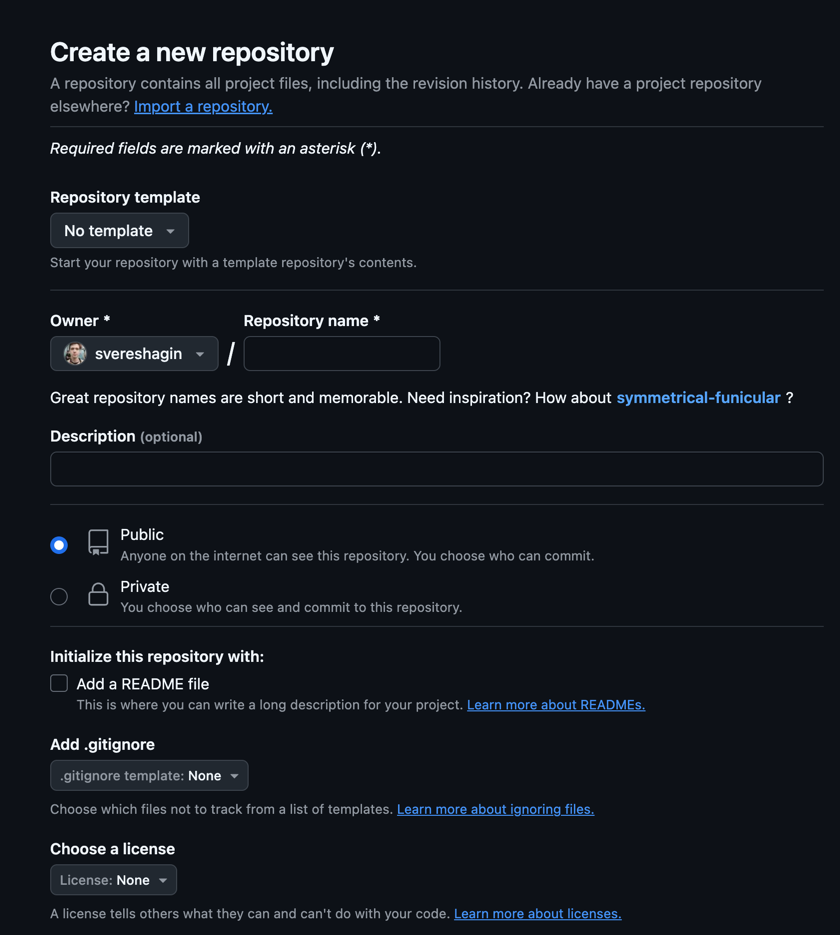 Create a new repository
A repository contains all project files, including the revision history. Already have a project repository
elsewhere? Import a repository.
Required fields are marked with an asterisk (*).
Repository template
No template
Start your repository with a template repository's contents.
Owner * Repository name *
svereshagin /
Great repository names are short and memorable. Need inspiration? How about symmetrical-funicular ?
Description (optional)
Public
Anyone on the internet can see this repository. You choose who can commit.
Private
You choose who can see and commit to this repository.
Initialize this repository with:
Add a README file
This is where you can write a long description for your project. Learn more about READMEs.
Add .gitignore
.gitignore template: None
Choose which files not to track from a list of templates. Learn more about ignoring files.
Choose a license
License: None
A license tells others what they can and can't do with your code. Learn more about licenses.